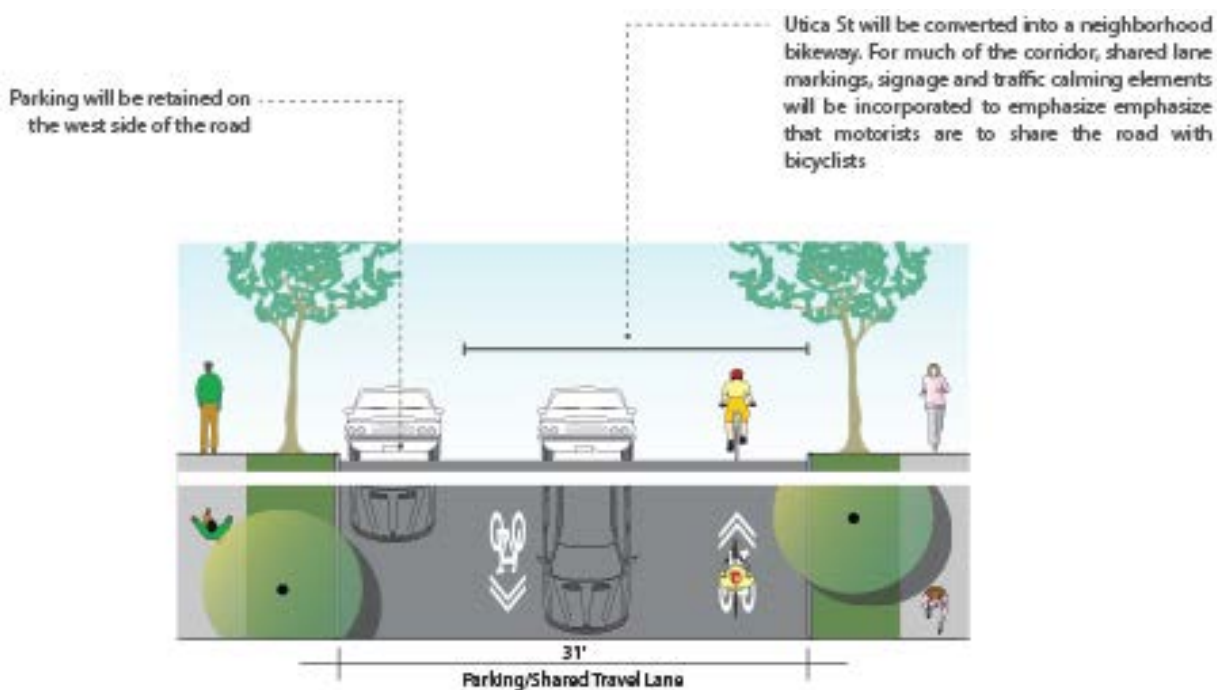 Utica St will be converted into a neighborhood
bikeway. For much of the corridor, shared lane
markings, signage and traffic calming elements
will be incorporated to emphasize emphasize
that motorists are to share the road with
bicyclists
Parking will be retained on
the west side of the road
31'
Parking/Shared Travel Lane